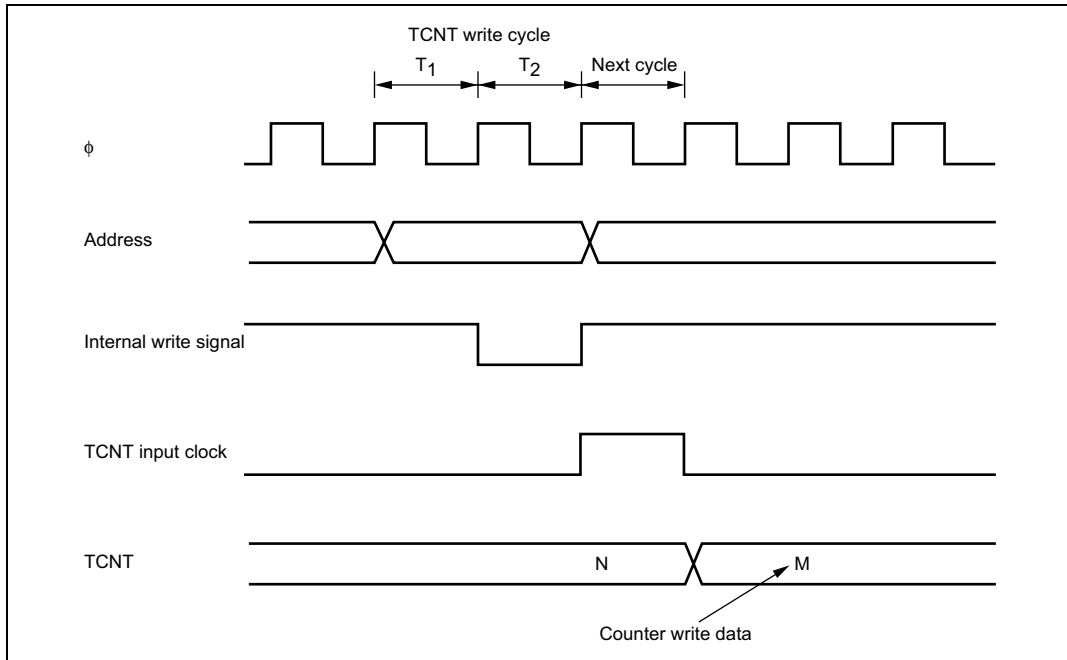 TCNT write cycle
T1 T2 Next cycle
ϕ
Address
Internal write signal
TCNT input clock
TCNT N M
Counter write data